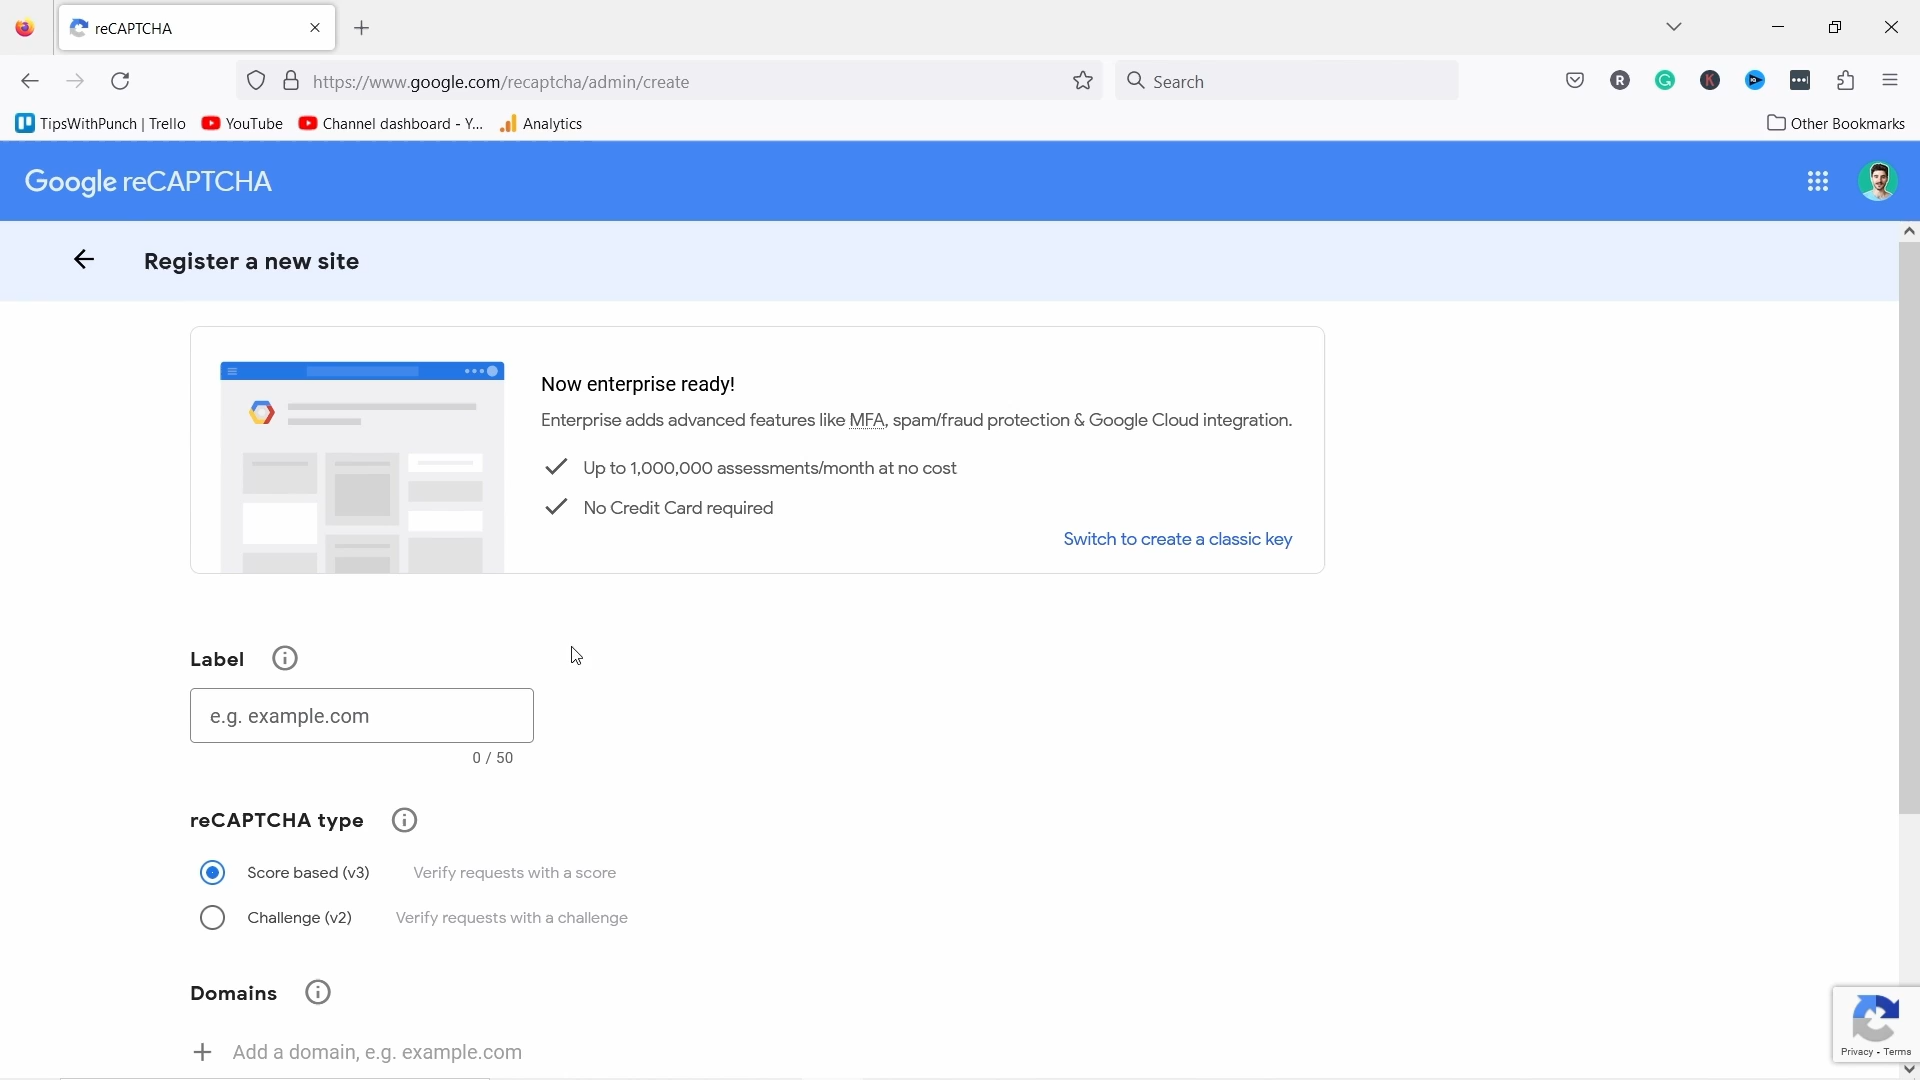 reCAPTCHA
https://www.google.com/recaptcha/admin/create
Search
TipsWithPunch | Trello
YouTube
Channel dashboard - Y...
Analytics
Other Bookmarks
Google reCAPTCHA
Register a new site
Now enterprise ready!
Enterprise adds advanced features like MFA, spam/fraud protection & Google Cloud integration.
Up to 1,000,000 assessments/month at no cost
No Credit Card required
Switch to create a classic key
Label
e.g. example.com
0 / 50
reCAPTCHA type
Score based (v3) Verify requests with a score
Challenge (v2) Verify requests with a challenge
Domains
Add a domain, e.g. example.com
Privacy - Terms